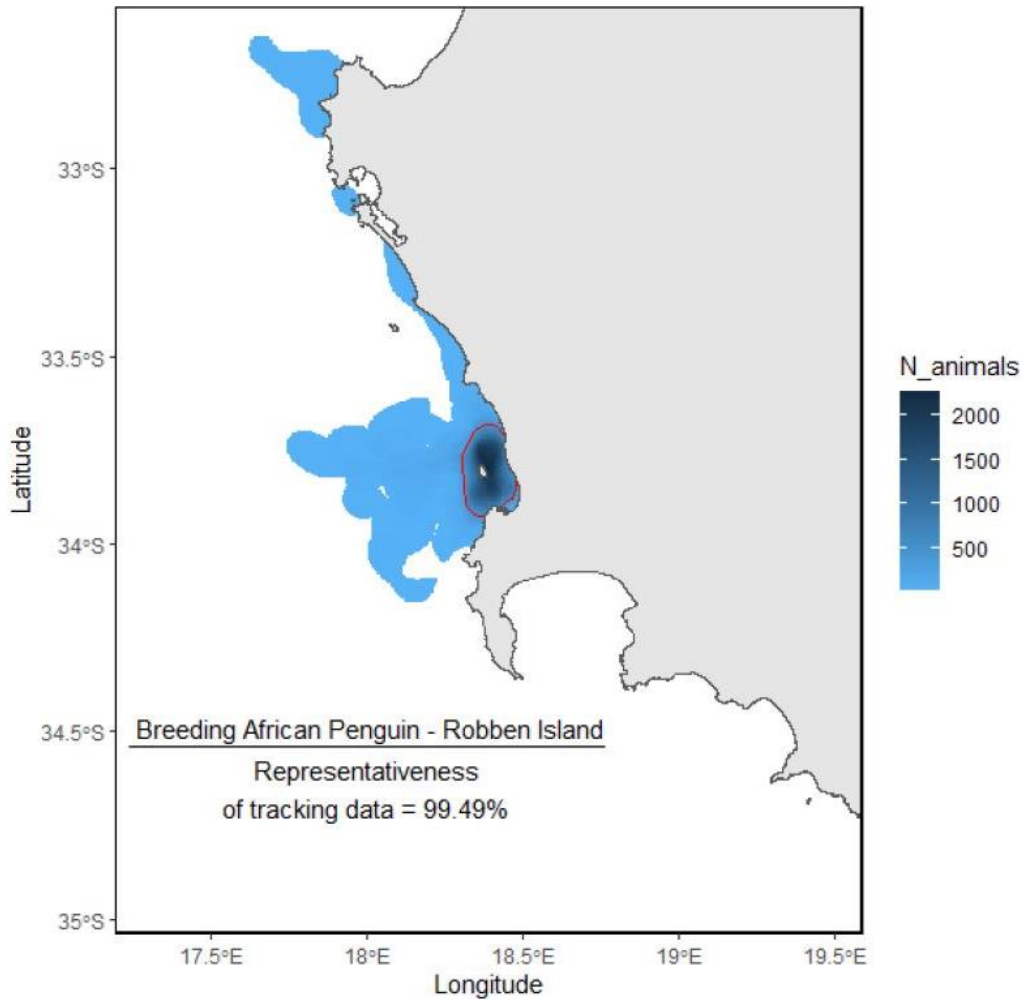 33°S
33.5°S
34°S
34.5°S
35°S
Latitude
Breeding African Penguin - Robben Island
Representativeness
of tracking data = 99.49%
17.5°E
18°E
18.5°E
19°E
19.5°E
Longitude
N_animals
2000
1500
1000
500